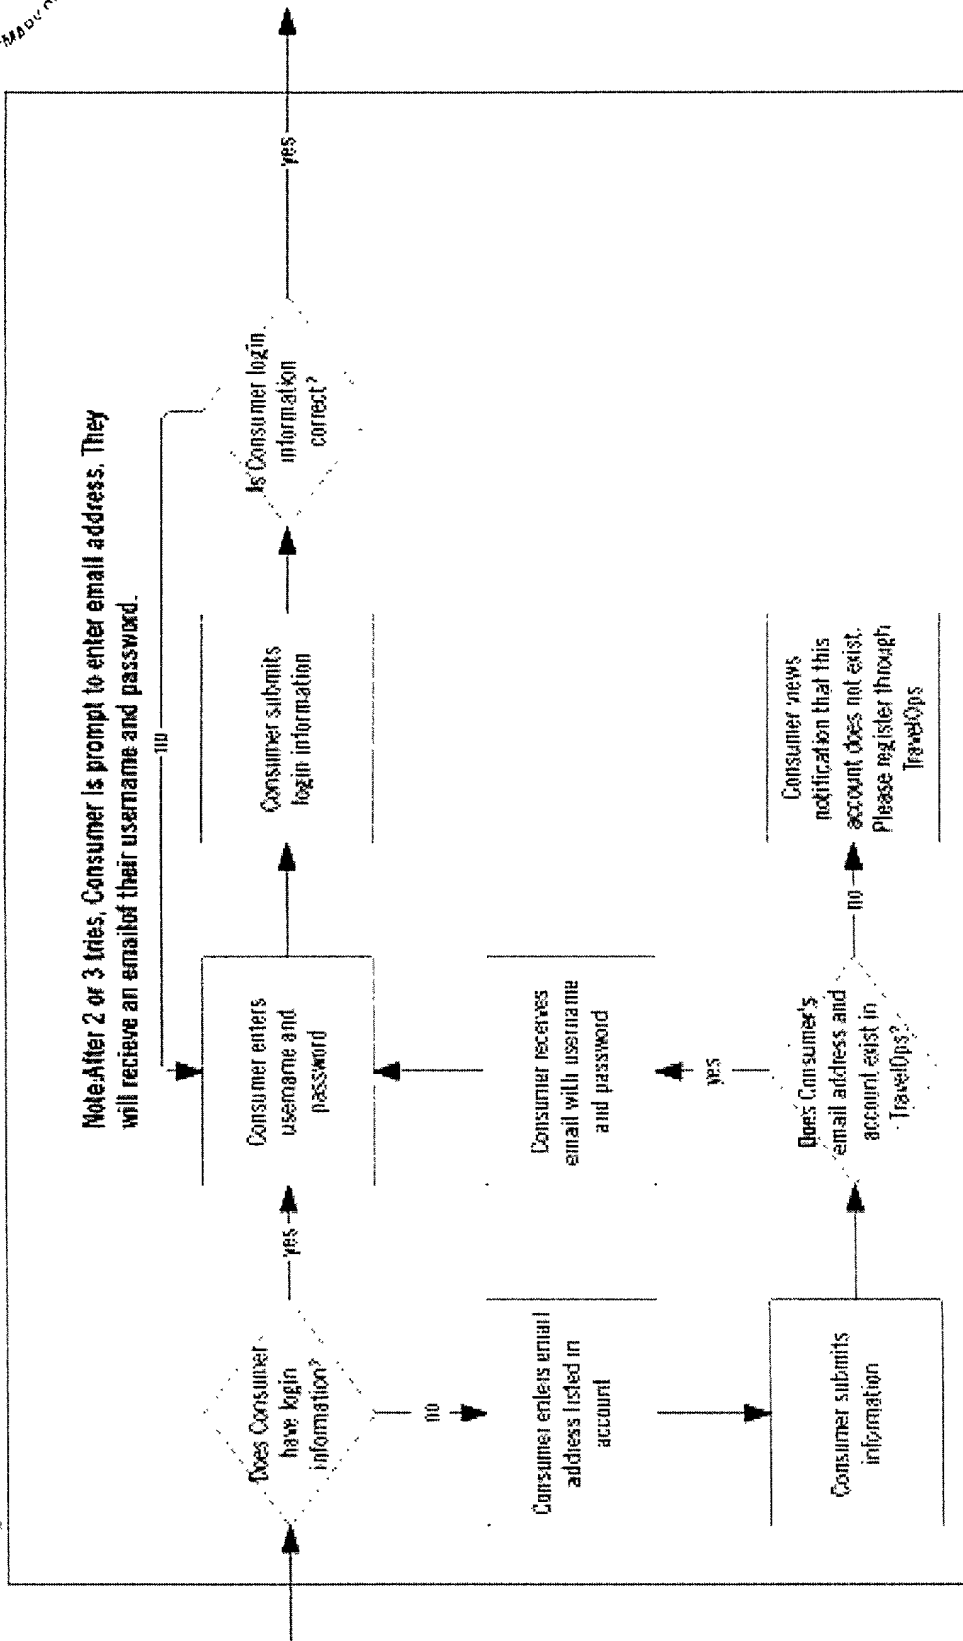 Note:After 2 or 3 tries, Consumer is prompt to enter email address. They
will recieve an emailof their username and password.
no
Does Consumer
have login
information?
yes
Consumer enters
username and
password
Consumer submits
login information
Is Consumer login
information
correct?
yes
no
Consumer enters email
address listed in
account
Consumer receives
email with username
and password
yes
Consumer submits
information
Does Consumer's
email address and
account exist in
TravelOps?
no
Consumer views
notification that this
account does not exist.
Please register through
TravelOps